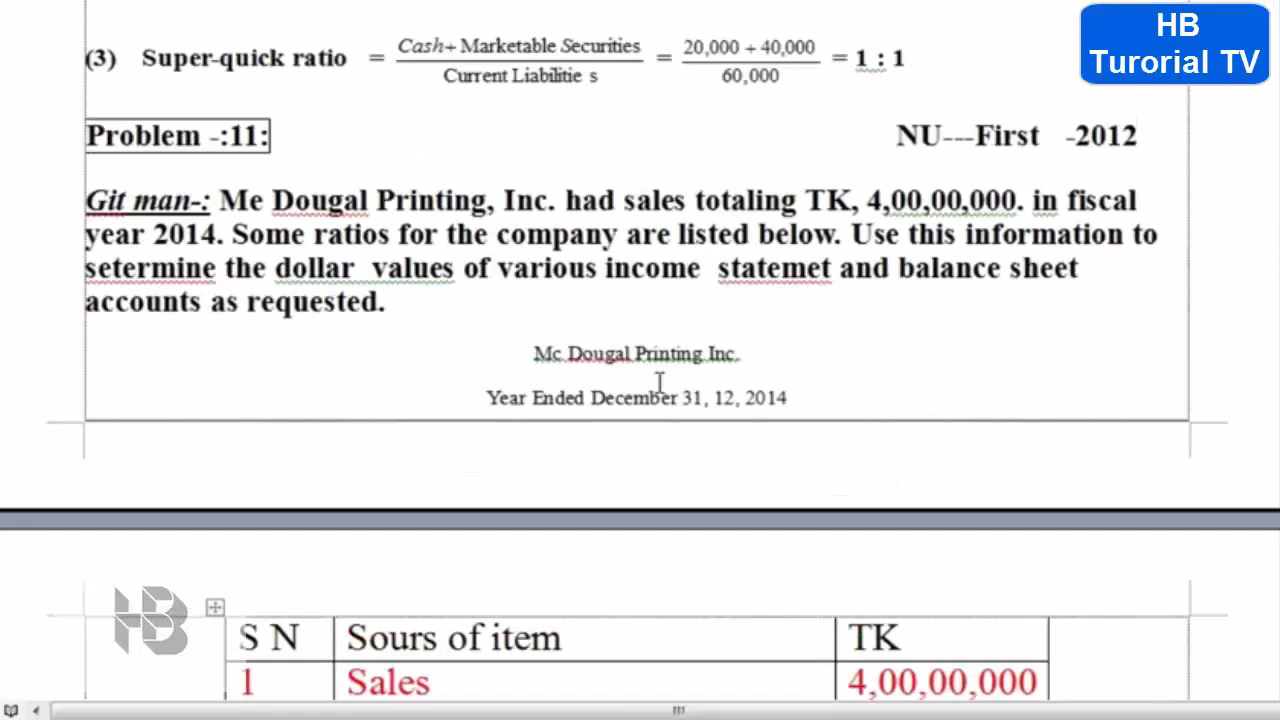 HB
Turorial TV
(3) Super-quick ratio = Cash+ Marketable Securities / Current Liabilitie s = 20,000 + 40,000 / 60,000 = 1 : 1
Problem -:11: NU---First -2012
Git man-: Me Dougal Printing, Inc. had sales totaling TK, 4,00,00,000. in fiscal
year 2014. Some ratios for the company are listed below. Use this information to
setermine the dollar values of various income statemet and balance sheet
accounts as requested.
Mc Dougal Printing Inc.
Year Ended December 31, 12, 2014
HB
S N Sours of item TK
1 Sales 4,00,00,000